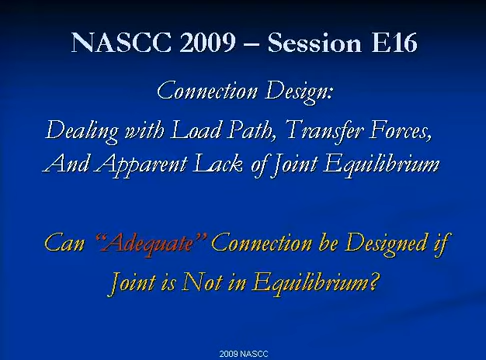 NASCC 2009 – Session E16
Connection Design:
Dealing with Load Path, Transfer Forces,
And Apparent Lack of Joint Equilibrium
Can “Adequate” Connection be Designed if
Joint is Not in Equilibrium?
2009 NASCC